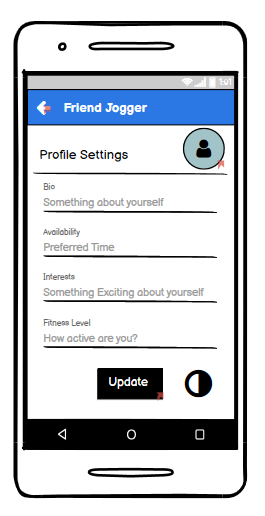 Friend Jogger
Profile Settings
Bio
Something about yourself
Availability
Preferred Time
Interests
Something Exciting about yourself
Fitness Level
How active are you?
Update